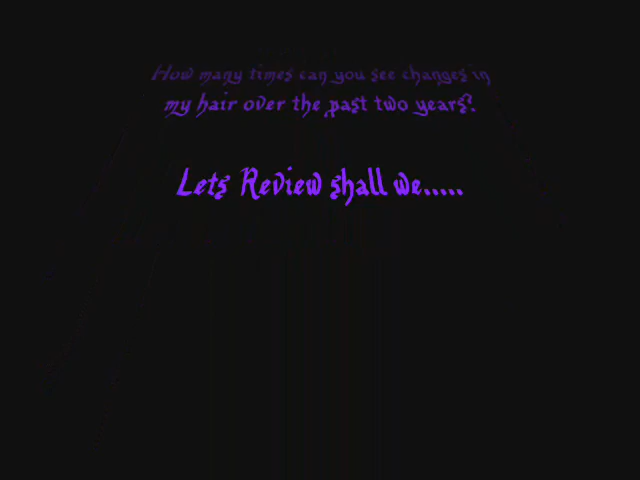 How many times can you see changes in
my hair over the past two years?
Lets Review shall we.....